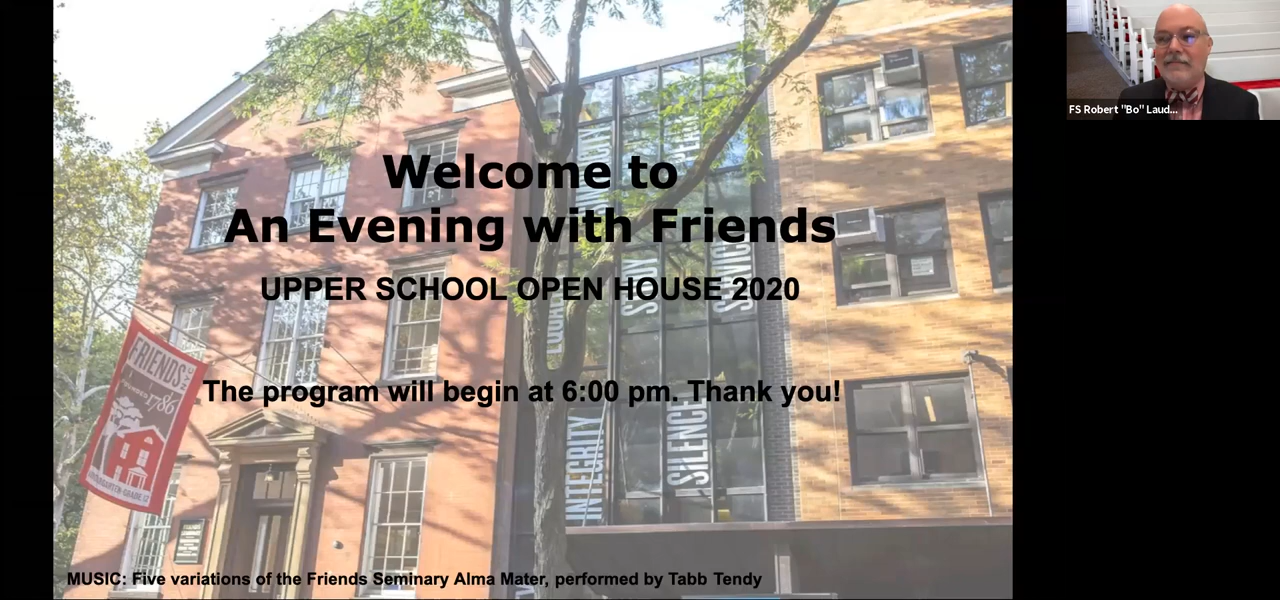 Welcome to
An Evening with Friends
UPPER SCHOOL OPEN HOUSE 2020
The program will begin at 6:00 pm. Thank you!
MUSIC: Five variations of the Friends Seminary Alma Mater, performed by Tabb Tendy
FS Robert "Bo" Laud...
FRIENDS
1786
STUDY
SERVICE
INTEGRITY
SILENCE